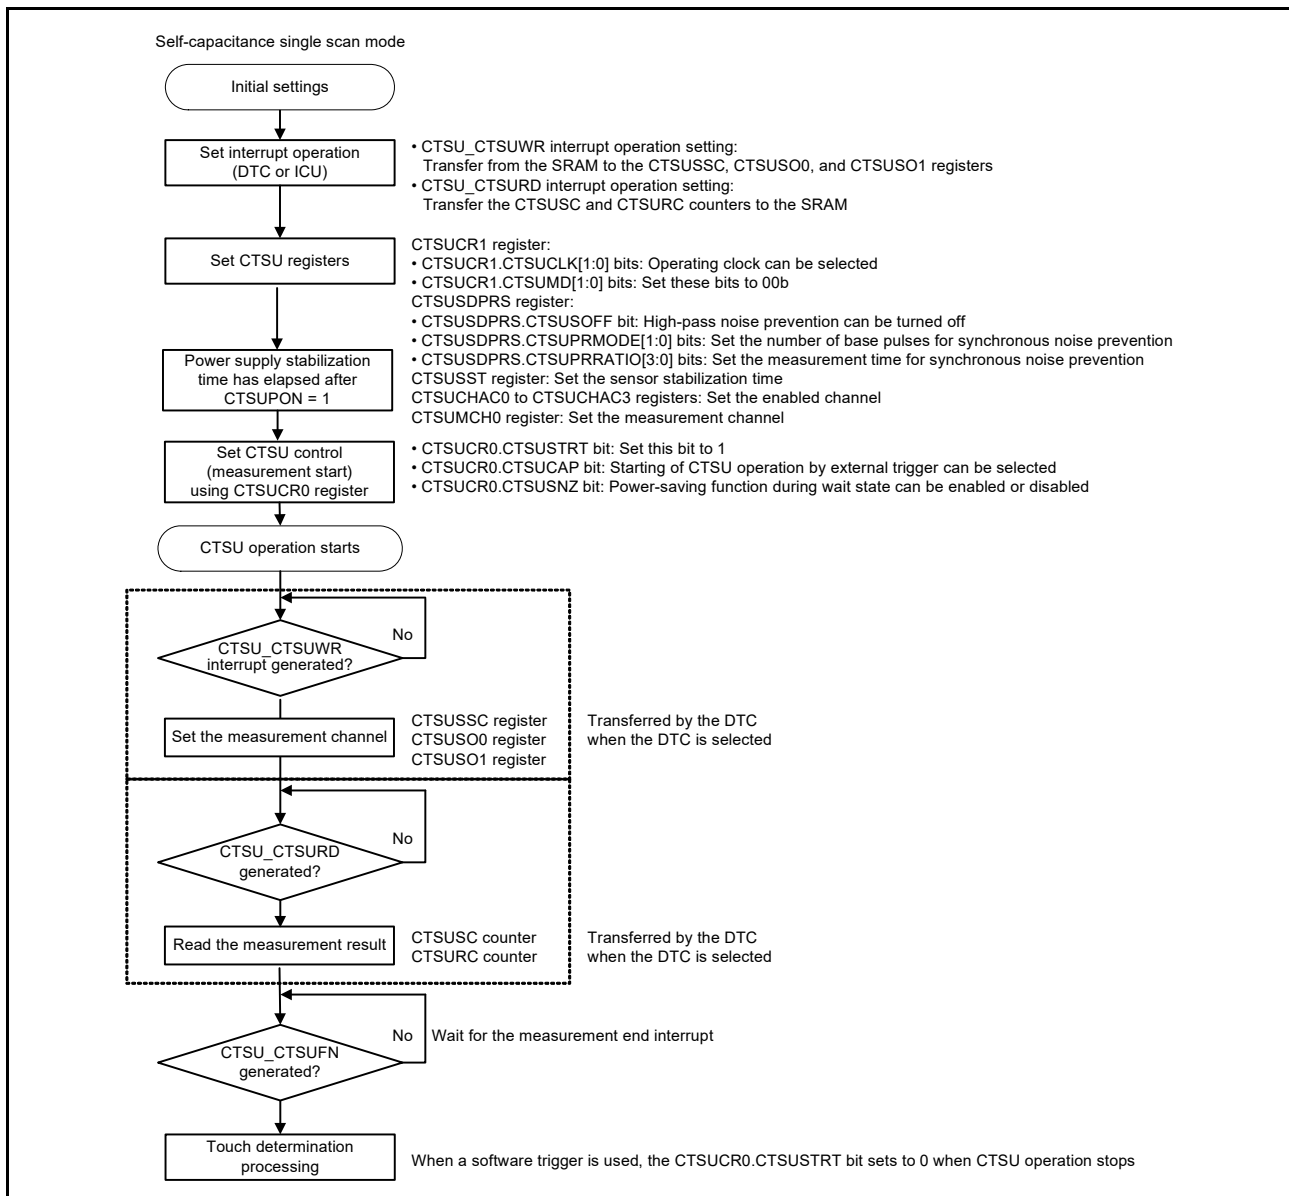 Self-capacitance single scan mode
Initial settings
Set interrupt operation
(DTC or ICU)
• CTSU_CTSUWR interrupt operation setting:
Transfer from the SRAM to the CTSUSSC, CTSUSO0, and CTSUSO1 registers
• CTSU_CTSURD interrupt operation setting:
Transfer the CTSUSC and CTSURC counters to the SRAM
Set CTSU registers
CTSUCR1 register:
• CTSUCR1.CTSUCLK[1:0] bits: Operating clock can be selected
• CTSUCR1.CTSUMD[1:0] bits: Set these bits to 00b
CTSUSDPRS register:
• CTSUSDPRS.CTSUSOFF bit: High-pass noise prevention can be turned off
• CTSUSDPRS.CTSUPRMODE[1:0] bits: Set the number of base pulses for synchronous noise prevention
• CTSUSDPRS.CTSUPRRATIO[3:0] bits: Set the measurement time for synchronous noise prevention
CTSUSST register: Set the sensor stabilization time
CTSUCHAC0 to CTSUCHAC3 registers: Set the enabled channel
CTSUMCH0 register: Set the measurement channel
Power supply stabilization
time has elapsed after
CTSUPON = 1
Set CTSU control
(measurement start)
using CTSUCR0 register
• CTSUCR0.CTSUSTRT bit: Set this bit to 1
• CTSUCR0.CTSUCAP bit: Starting of CTSU operation by external trigger can be selected
• CTSUCR0.CTSUSNZ bit: Power-saving function during wait state can be enabled or disabled
CTSU operation starts
No
CTSU_CTSUWR
interrupt generated?
Set the measurement channel
CTSUSSC register
CTSUSO0 register
CTSUSO1 register
Transferred by the DTC
when the DTC is selected
No
CTSU_CTSURD
generated?
Read the measurement result
CTSUSC counter
CTSURC counter
Transferred by the DTC
when the DTC is selected
No
Wait for the measurement end interrupt
CTSU_CTSUFN
generated?
Touch determination
processing
When a software trigger is used, the CTSUCR0.CTSUSTRT bit sets to 0 when CTSU operation stops